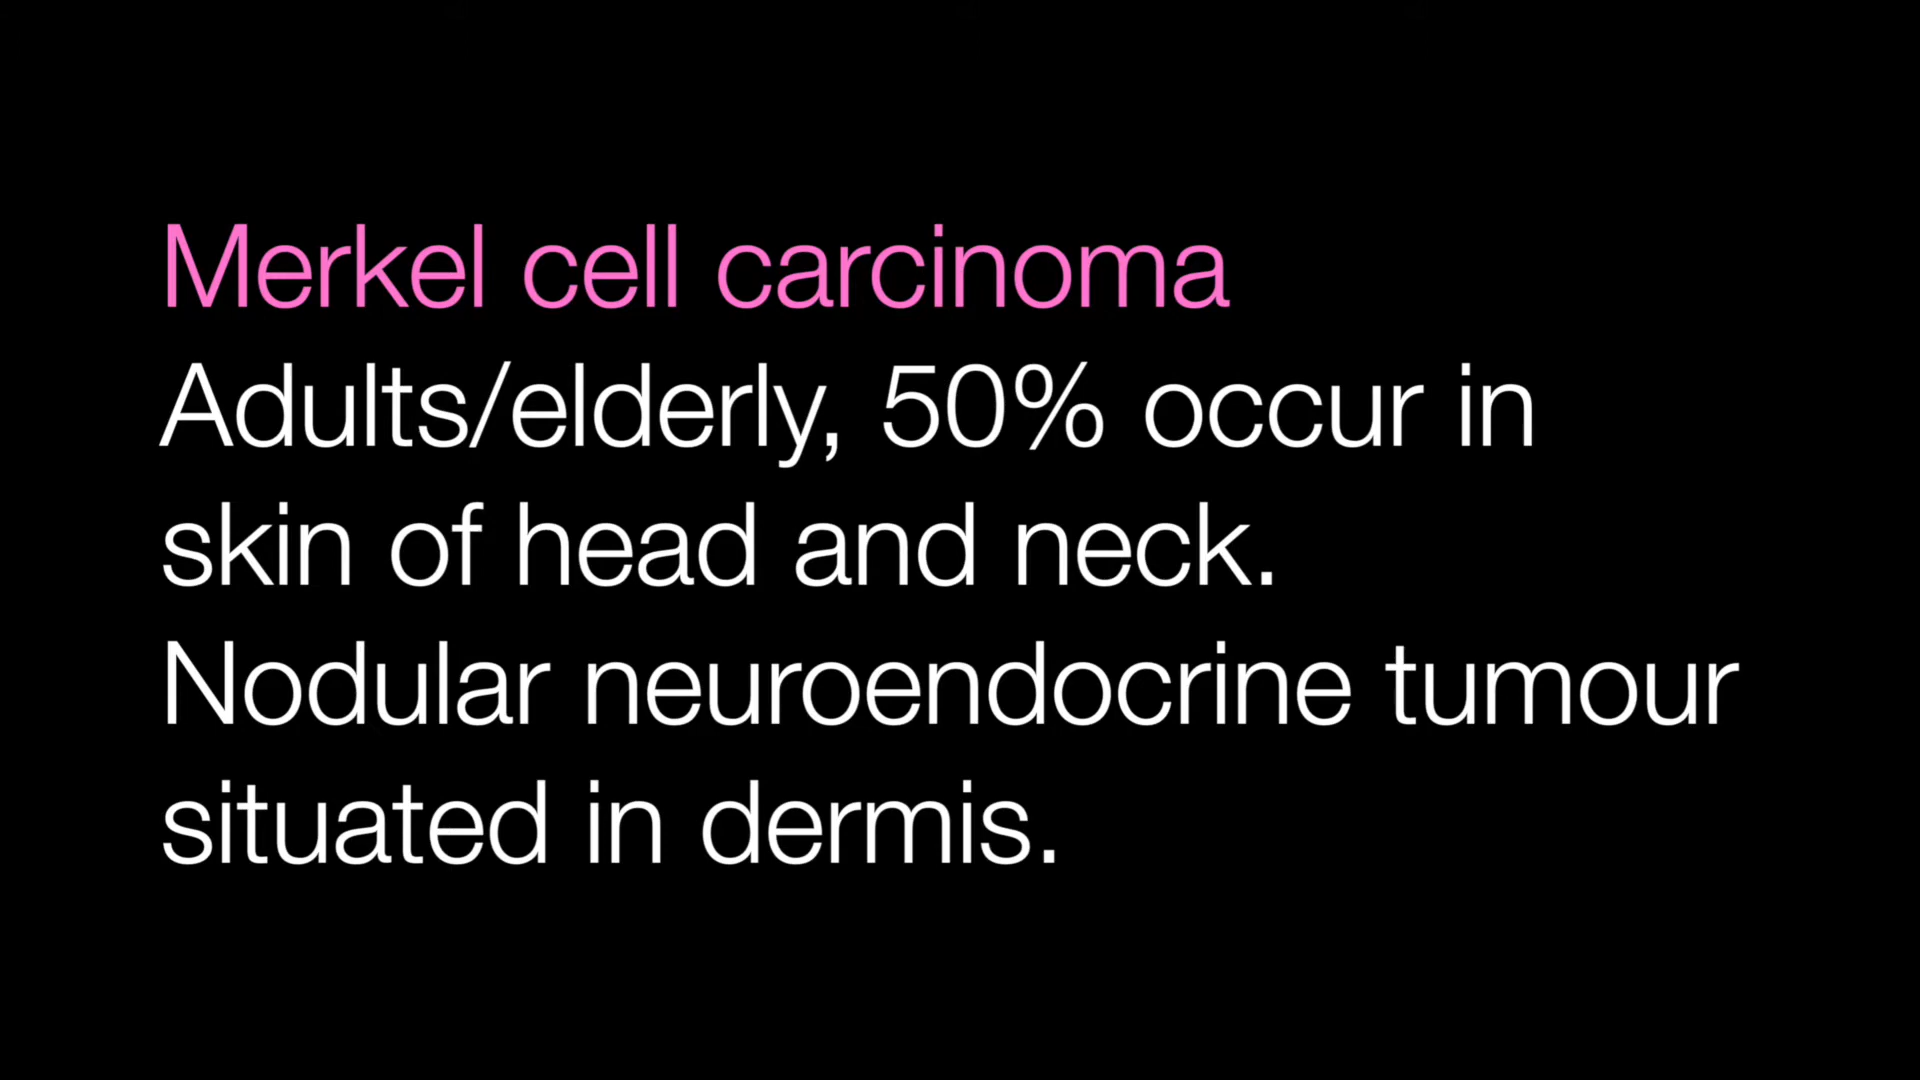 Merkel cell carcinoma
Adults/elderly, 50% occur in
skin of head and neck.
Nodular neuroendocrine tumour
situated in dermis.